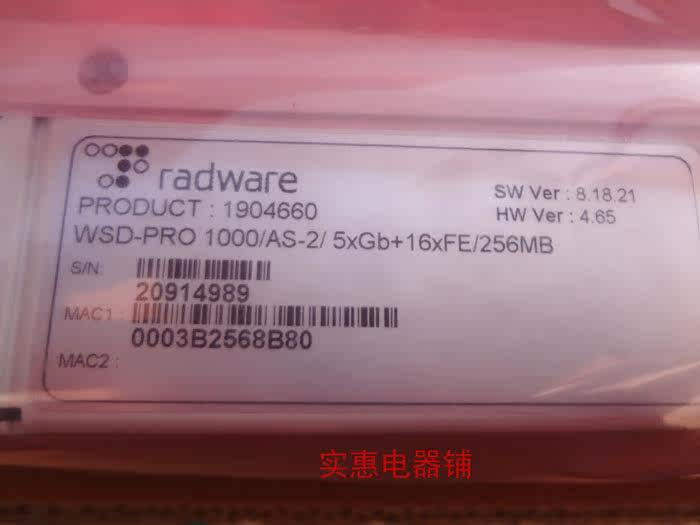 radware
SW Ver : 8.18.21
PRODUCT : 1904660
HW Ver : 4.65
WSD-PRO 1000/AS-2/ 5xGb+16xFE/256MB
S/N:
20914989
MAC1 :
0003B2568B80
MAC2 :
实惠电器铺